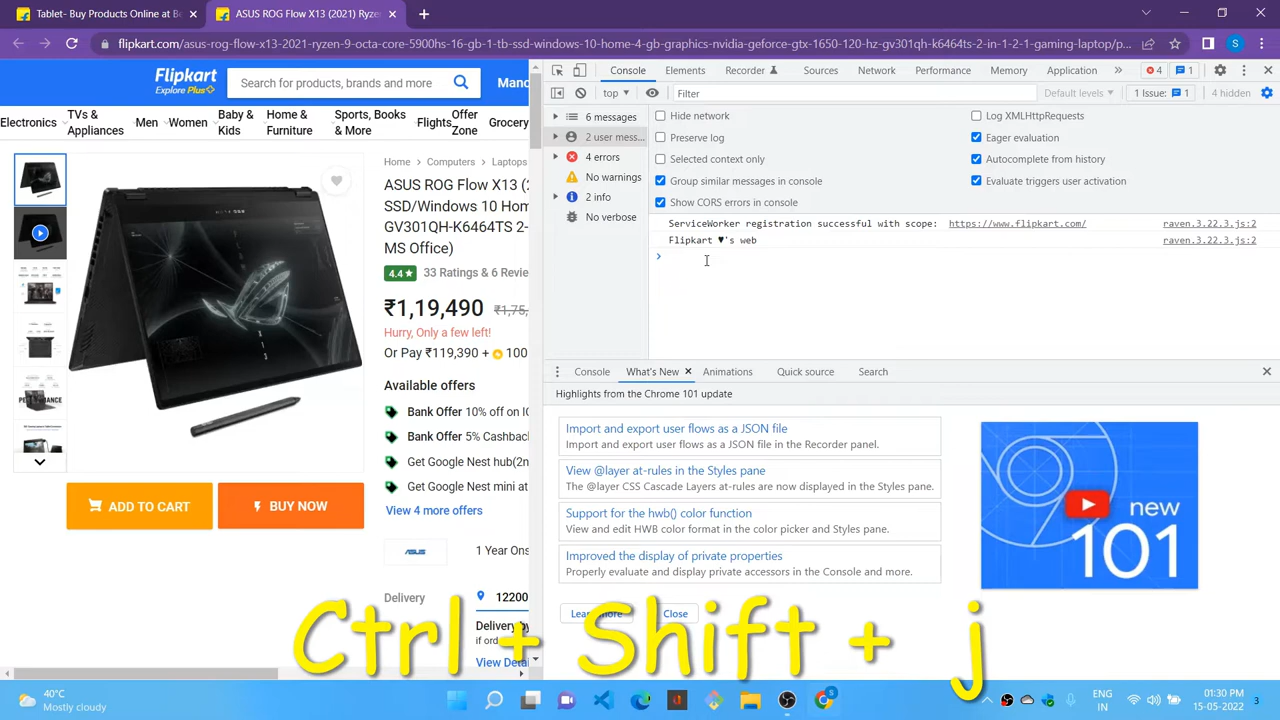 Tablet- Buy Products Online at Be
ASUS ROG Flow X13 (2021) Ryze
flipkart.com/asus-rog-flow-x13-2021-ryzen-9-octa-core-5900hs-16-gb-1-tb-ssd-windows-10-home-4-gb-graphics-nvidia-geforce-gtx-1650-120-hz-gv301qh-k6464ts-2-in-1-2-1-gaming-laptop/p...
S
Flipkart
Explore Plus
Search for products, brands and more
Mano
Electronics
TVs & Appliances
Men
Women
Baby & Kids
Home & Furniture
Sports, Books & More
Flights
Offer Zone
Grocery
Home
Computers
Laptops
ASUS ROG Flow X13 (2
SSD/Windows 10 Hom
GV301QH-K6464TS 2-
MS Office)
4.4★ 33 Ratings & 6 Revie
₹1,19,490 ₹1,75,
Hurry, Only a few left!
Or Pay ₹119,390 + 100
Available offers
Bank Offer 10% off on IC
Bank Offer 5% Cashback
Get Google Nest hub(2n
Get Google Nest mini at
View 4 more offers
ADD TO CART
BUY NOW
ASUS
1 Year Ons
Delivery
12200
Delivery by
if ord
View Deta
Console Elements Recorder Sources Network Performance Memory Application » 4 1
top Filter Default levels 1 Issue: 1 4 hidden
6 messages
2 user mess...
4 errors
No warnings
2 info
No verbose
Hide network
Log XMLHttpRequests
Preserve log
Eager evaluation
Selected context only
Autocomplete from history
Group similar messages in console
Evaluate triggers user activation
Show CORS errors in console
ServiceWorker registration successful with scope: https://www.flipkart.com/ raven.3.22.3.js:2
Flipkart ♥'s web raven.3.22.3.js:2
Console What's New Animations Quick source Search
Highlights from the Chrome 101 update
Import and export user flows as a JSON file
Import and export user flows as a JSON file in the Recorder panel.
View @layer at-rules in the Styles pane
The @layer CSS Cascade Layers at-rules are now displayed in the Styles pane.
Support for the hwb() color function
View and edit HWB color format in the color picker and Styles pane.
Improved the display of private properties
Properly evaluate and display private accessors in the Console and more.
Learn more
Close
new
101
Ctrl + Shift + j
40°C
Mostly cloudy
ENG
IN
01:30 PM
15-05-2022
3